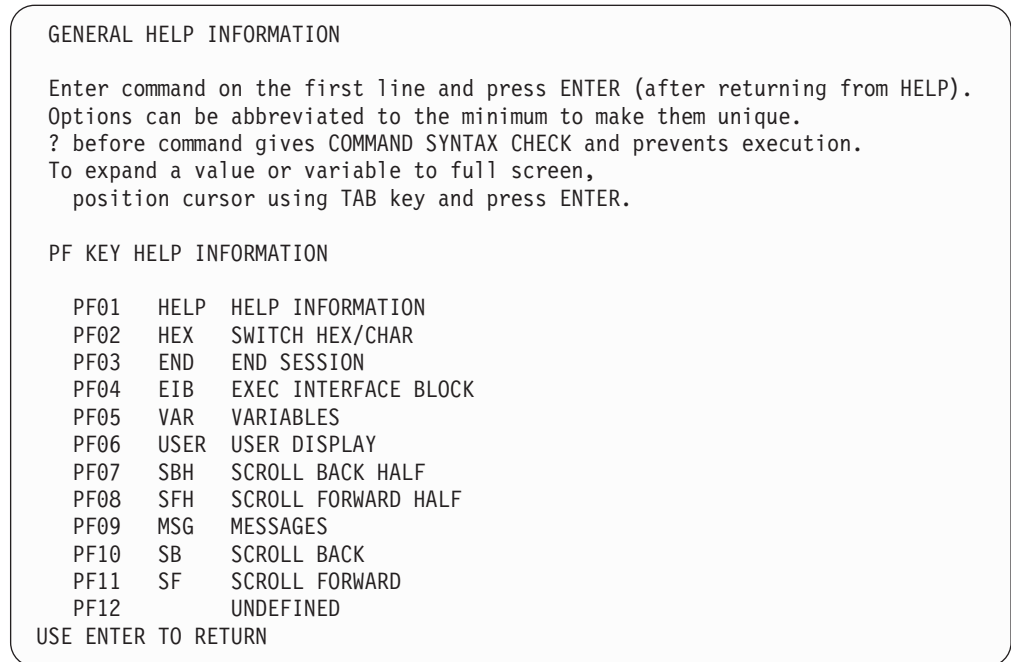 GENERAL HELP INFORMATION
Enter command on the first line and press ENTER (after returning from HELP).
Options can be abbreviated to the minimum to make them unique.
? before command gives COMMAND SYNTAX CHECK and prevents execution.
To expand a value or variable to full screen,
position cursor using TAB key and press ENTER.
PF KEY HELP INFORMATION
PF01 HELP HELP INFORMATION
PF02 HEX SWITCH HEX/CHAR
PF03 END END SESSION
PF04 EIB EXEC INTERFACE BLOCK
PF05 VAR VARIABLES
PF06 USER USER DISPLAY
PF07 SBH SCROLL BACK HALF
PF08 SFH SCROLL FORWARD HALF
PF09 MSG MESSAGES
PF10 SB SCROLL BACK
PF11 SF SCROLL FORWARD
PF12 UNDEFINED
USE ENTER TO RETURN